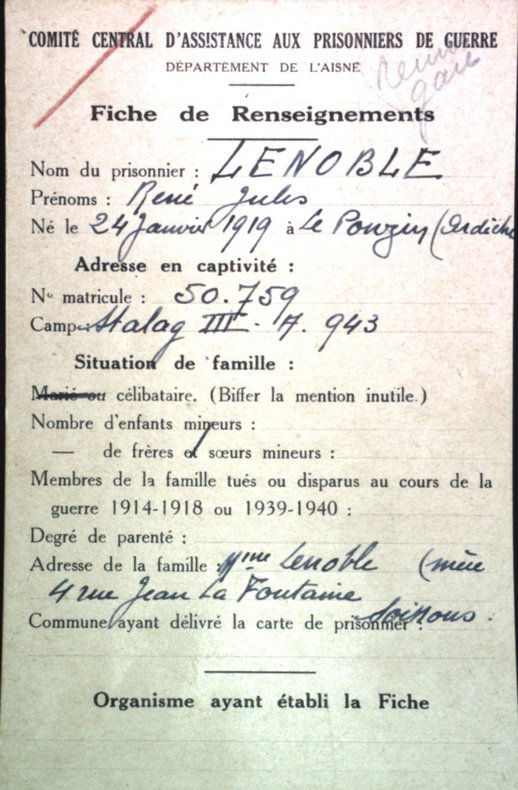 COMITÉ CENTRAL D'ASSISTANCE AUX PRISONNIERS DE GUERRE
DÉPARTEMENT DE L'AISNE
Fiche de Renseignements
Nom du prisonnier : LENOBLE
Prénoms : René Jules
Né le 24 Janvier 1919 à Le Pouzin (Ardèche
Adresse en captivité :
N° matricule : 50.759
Camp : Stalag III. A. 943
Situation de famille :
Marié ou célibataire. (Biffer la mention inutile.)
Nombre d'enfants mineurs :
— de frères et sœurs mineurs :
Membres de la famille tués ou disparus au cours de la
guerre 1914-1918 ou 1939-1940 :
Degré de parenté :
Adresse de la famille : Mme Lenoble (mère
4 rue Jean La Fontaine
Soissons.
Commune ayant délivré la carte de prisonnier :
Organisme ayant établi la Fiche